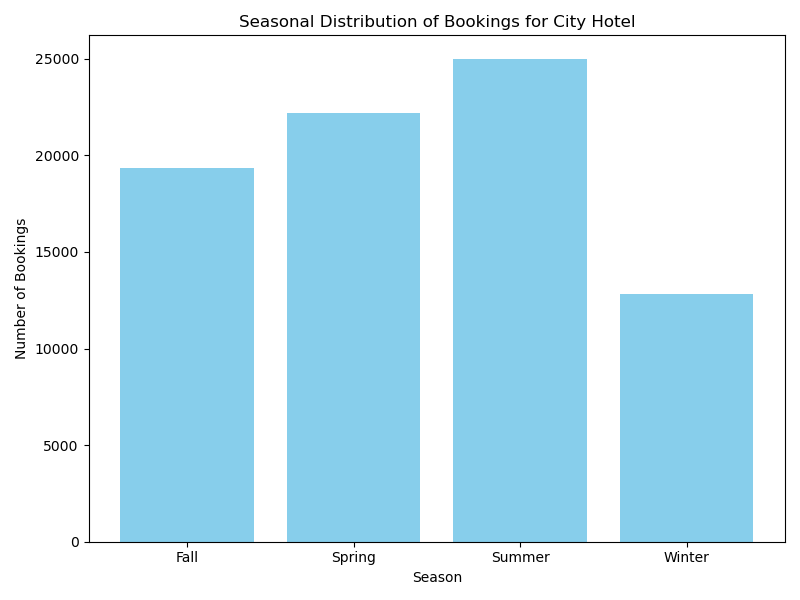 Seasonal Distribution of Bookings for City Hotel
Number of Bookings
25000
20000
15000
10000
5000
0
Fall Spring Summer Winter
Season